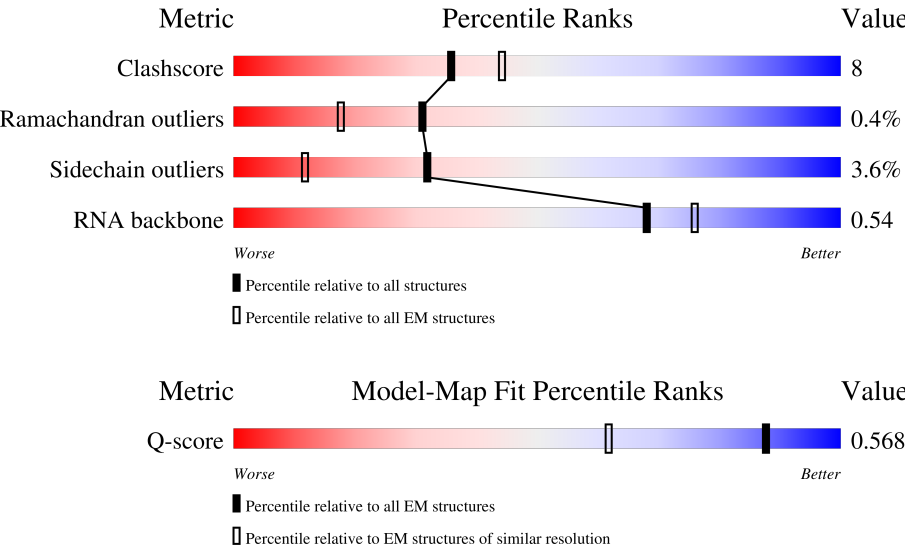 Metric Percentile Ranks Value
Clashscore 8
Ramachandran outliers 0.4%
Sidechain outliers 3.6%
RNA backbone 0.54
Worse Better
Percentile relative to all structures
Percentile relative to all EM structures
Metric Model-Map Fit Percentile Ranks Value
Q-score 0.568
Worse Better
Percentile relative to all EM structures
Percentile relative to EM structures of similar resolution